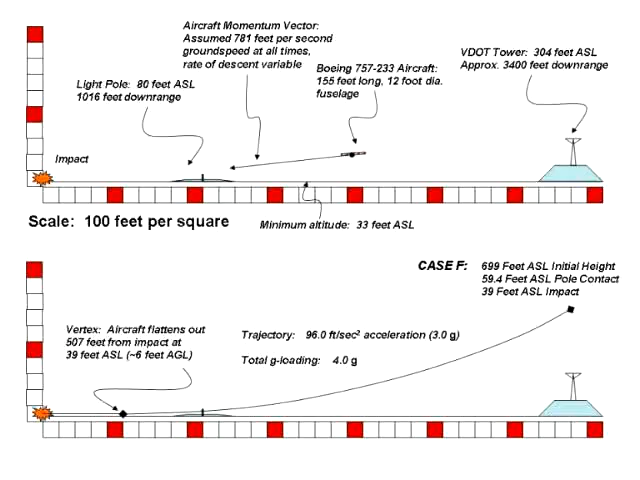 Aircraft Momentum Vector:
Assumed 781 feet per second
groundspeed at all times,
rate of descent variable
VDOT Tower: 304 feet ASL
Approx. 3400 feet downrange
Boeing 757-233 Aircraft:
155 feet long, 12 foot dia.
fuselage
Light Pole: 80 feet ASL
1016 feet downrange
Impact
Scale: 100 feet per square
Minimum altitude: 33 feet ASL
CASE F: 699 Feet ASL Initial Height
59.4 Feet ASL Pole Contact
39 Feet ASL Impact
Vertex: Aircraft flattens out
507 feet from impact at
39 feet ASL (~6 feet AGL)
Trajectory: 96.0 ft/sec² acceleration (3.0 g)
Total g-loading: 4.0 g